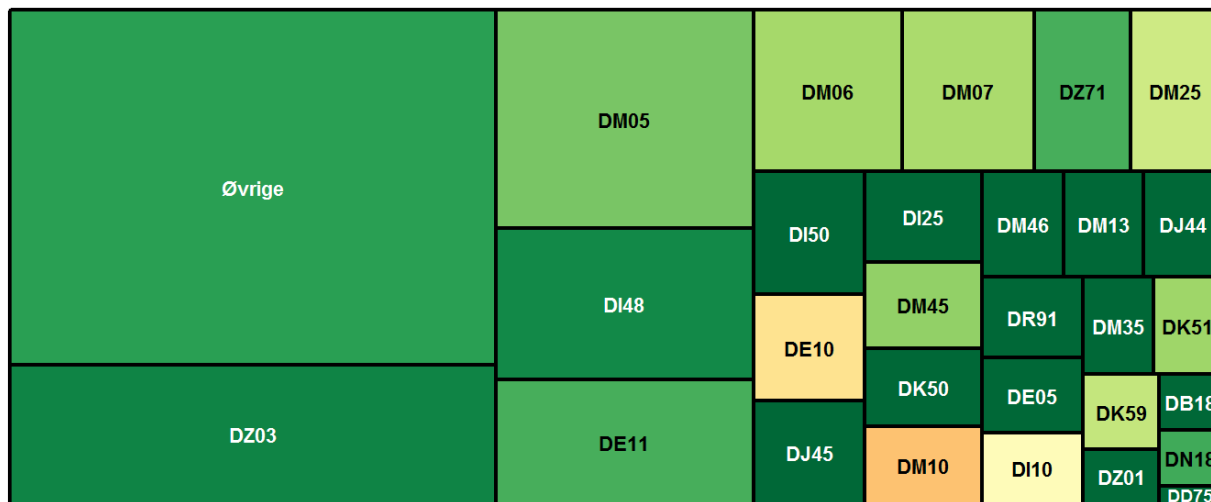 Øvrige
DZ03
DM05
DI48
DE11
DM06
DM07
DZ71
DM25
DI50
DE10
DJ45
DI25
DM45
DK50
DM10
DM46
DM13
DJ44
DR91
DE05
DI10
DM35
DK51
DK59
DZ01
DB18
DN18
DD75